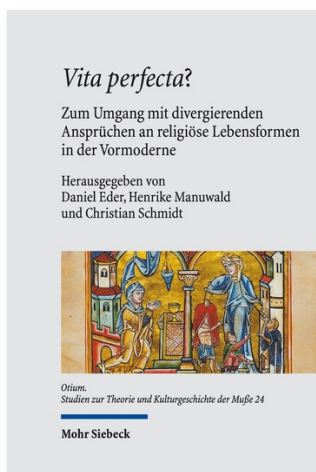 Vita perfecta?
Zum Umgang mit divergierenden
Ansprüchen an religiöse Lebensformen
in der Vormoderne
Herausgegeben von
Daniel Eder, Henrike Manuwald
und Christian Schmidt
Otium.
Studien zur Theorie und Kulturgeschichte der Muße 24
Mohr Siebeck